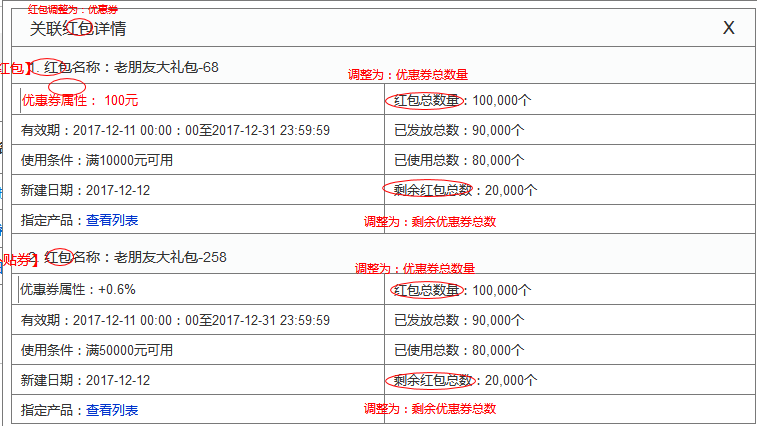 红包调整为：优惠券
关联红包详情 X
红包】1. 红包名称：老朋友大礼包-68
调整为：优惠券总数量
优惠券属性： 100元 红包总数量：100,000个
有效期：2017-12-11 00:00：00至2017-12-31 23:59:59 已发放总数：90,000个
使用条件：满10000元可用 已使用总数：80,000个
新建日期：2017-12-12 剩余红包总数：20,000个
指定产品：查看列表 调整为：剩余优惠券总数
贴券】2. 红包名称：老朋友大礼包-258
调整为：优惠券总数量
优惠券属性：+0.6% 红包总数量：100,000个
有效期：2017-12-11 00:00：00至2017-12-31 23:59:59 已发放总数：90,000个
使用条件：满50000元可用 已使用总数：80,000个
新建日期：2017-12-12 剩余红包总数：20,000个
指定产品：查看列表 调整为：剩余优惠券总数